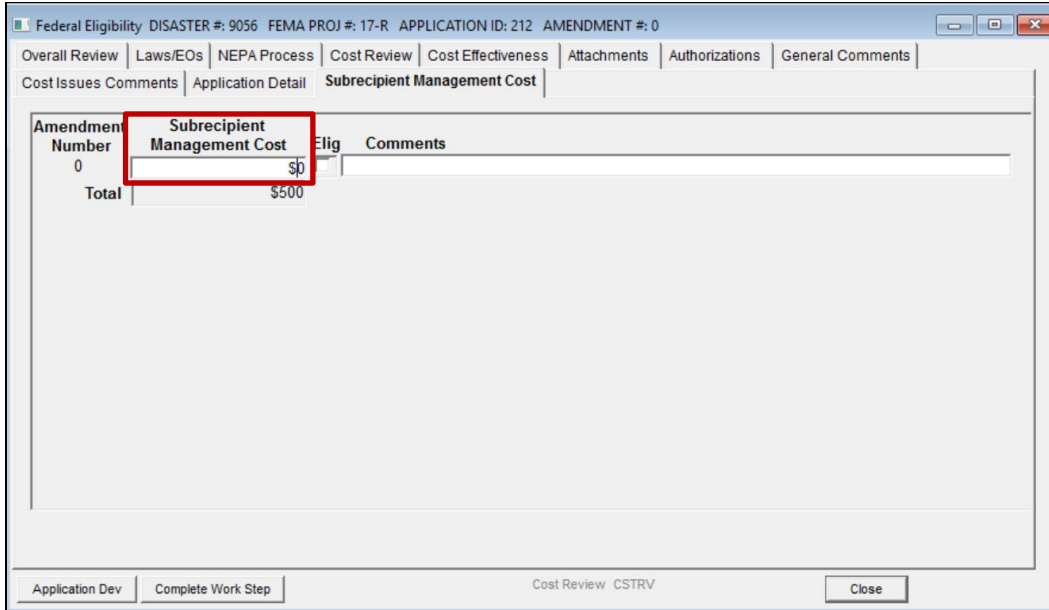 Federal Eligibility DISASTER #: 9056 FEMA PROJ #: 17-R APPLICATION ID: 212 AMENDMENT #: 0
Overall Review Laws/EOs NEPA Process Cost Review Cost Effectiveness Attachments Authorizations General Comments
Cost Issues Comments Application Detail Subrecipient Management Cost
Amendment Subrecipient
Number Management Cost Elig Comments
0 $0
Total $500
Application Dev Complete Work Step Cost Review CSTRV Close